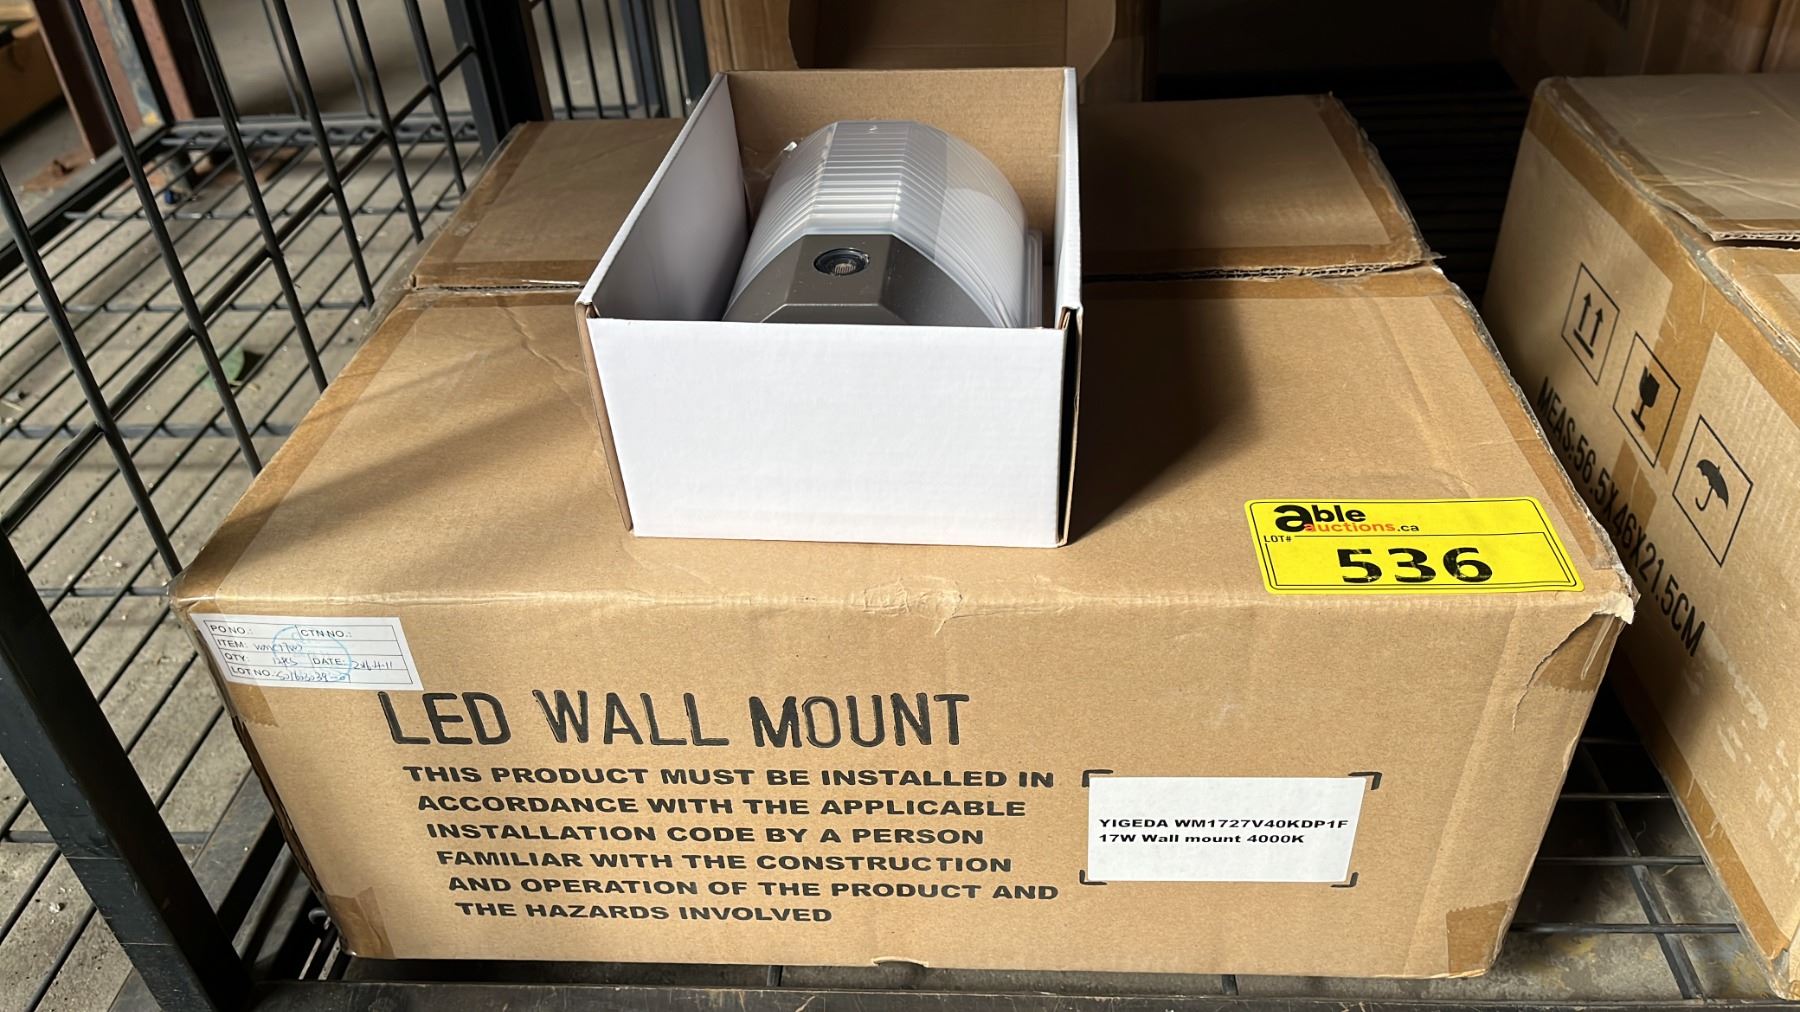 able
auctions.ca
LOT#
536
PO NO.:
CTN NO.:
ITEM:
QTY:
DATE:
LOT NO.:
LED WALL MOUNT
THIS PRODUCT MUST BE INSTALLED IN
ACCORDANCE WITH THE APPLICABLE
INSTALLATION CODE BY A PERSON
FAMILIAR WITH THE CONSTRUCTION
AND OPERATION OF THE PRODUCT AND
THE HAZARDS INVOLVED
YIGEDA WM1727V40KDP1F
17W Wall mount 4000K
MEAS:56.5X46X21.5CM